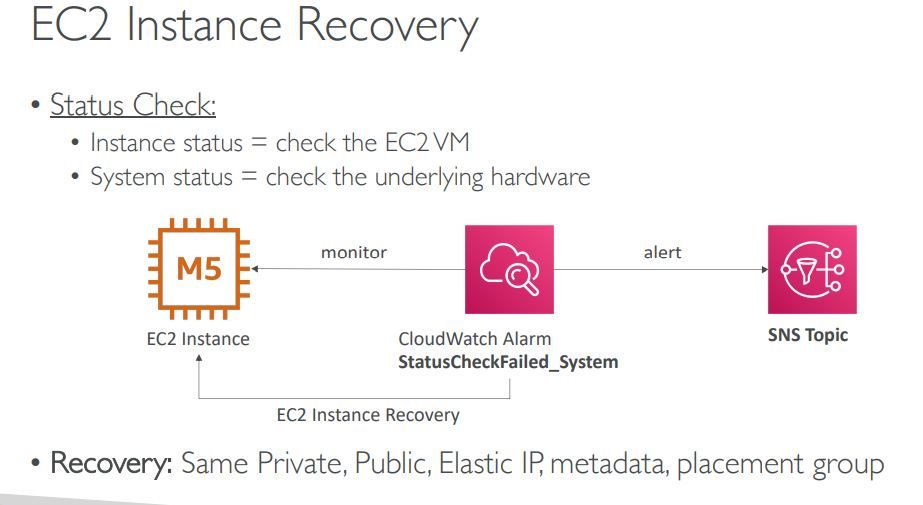 EC2 Instance Recovery
• Status Check:
• Instance status = check the EC2 VM
• System status = check the underlying hardware
M5
monitor
alert
EC2 Instance
CloudWatch Alarm
StatusCheckFailed_System
SNS Topic
EC2 Instance Recovery
• Recovery: Same Private, Public, Elastic IP, metadata, placement group